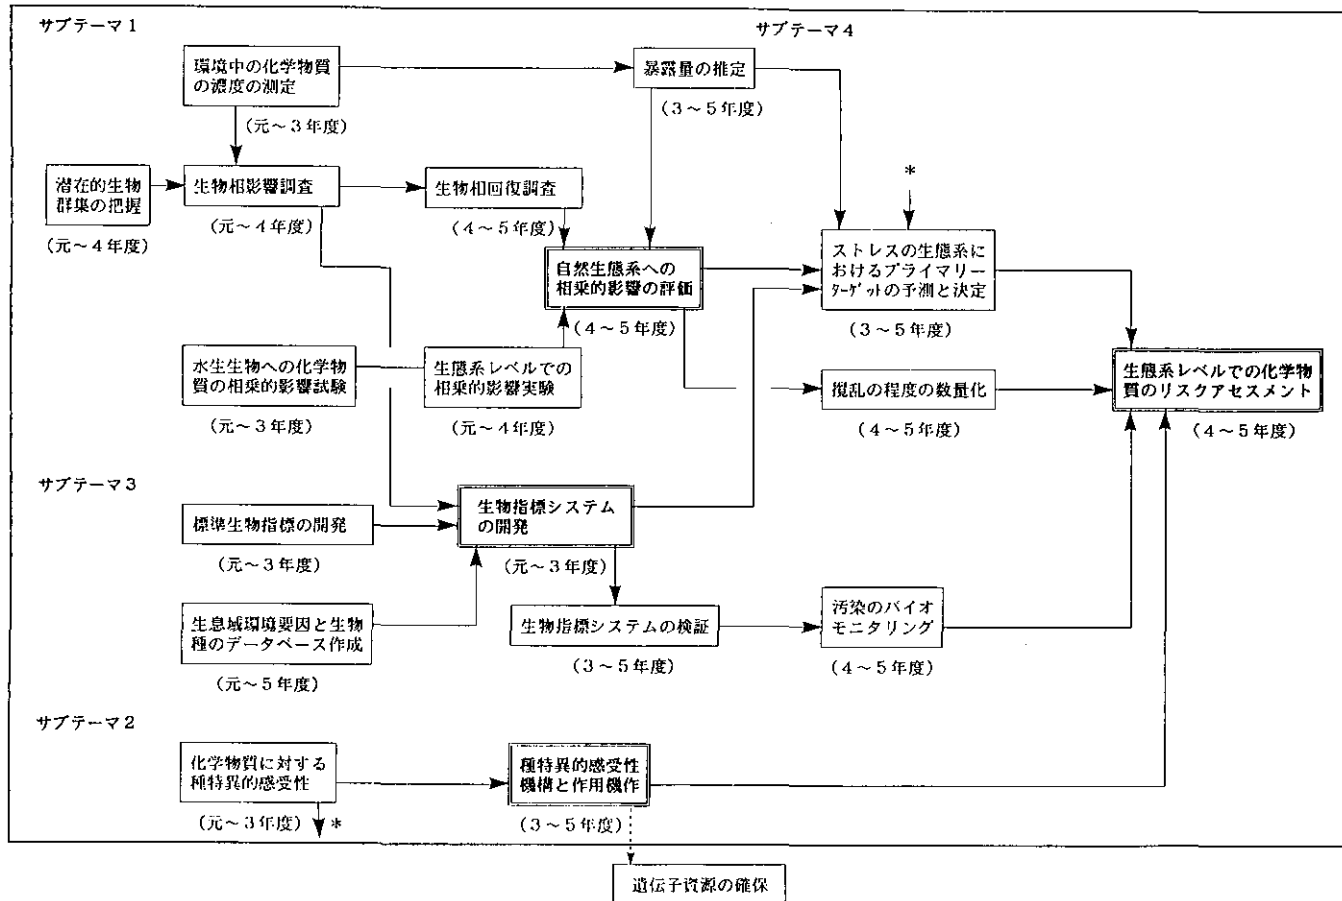 サブテーマ1
サブテーマ4
環境中の化学物質
の濃度の測定
(元～3年度)
暴露量の推定
(3～5年度)
潜在的生物
群集の把握
(元～4年度)
生物相影響調査
(元～4年度)
生物相回復調査
(4～5年度)
*
自然生態系への
相乗的影響の評価
(4～5年度)
ストレスの生態系に
おけるプライマリー
ターゲットの予測と決定
(3～5年度)
水生生物への化学物
質の相乗的影響試験
(元～3年度)
生態系レベルでの
相乗的影響実験
(元～4年度)
撹乱の程度の数量化
(4～5年度)
生態系レベルでの化学物
質のリスクアセスメント
(4～5年度)
サブテーマ3
標準生物指標の開発
(元～3年度)
生物指標システム
の開発
(元～3年度)
生息域環境要因と生物
種のデータベース作成
(元～5年度)
生物指標システムの検証
(3～5年度)
汚染のバイオ
モニタリング
(4～5年度)
サブテーマ2
化学物質に対する
種特異的感受性
(元～3年度)
*
種特異的感受性
機構と作用機作
(3～5年度)
遺伝子資源の確保